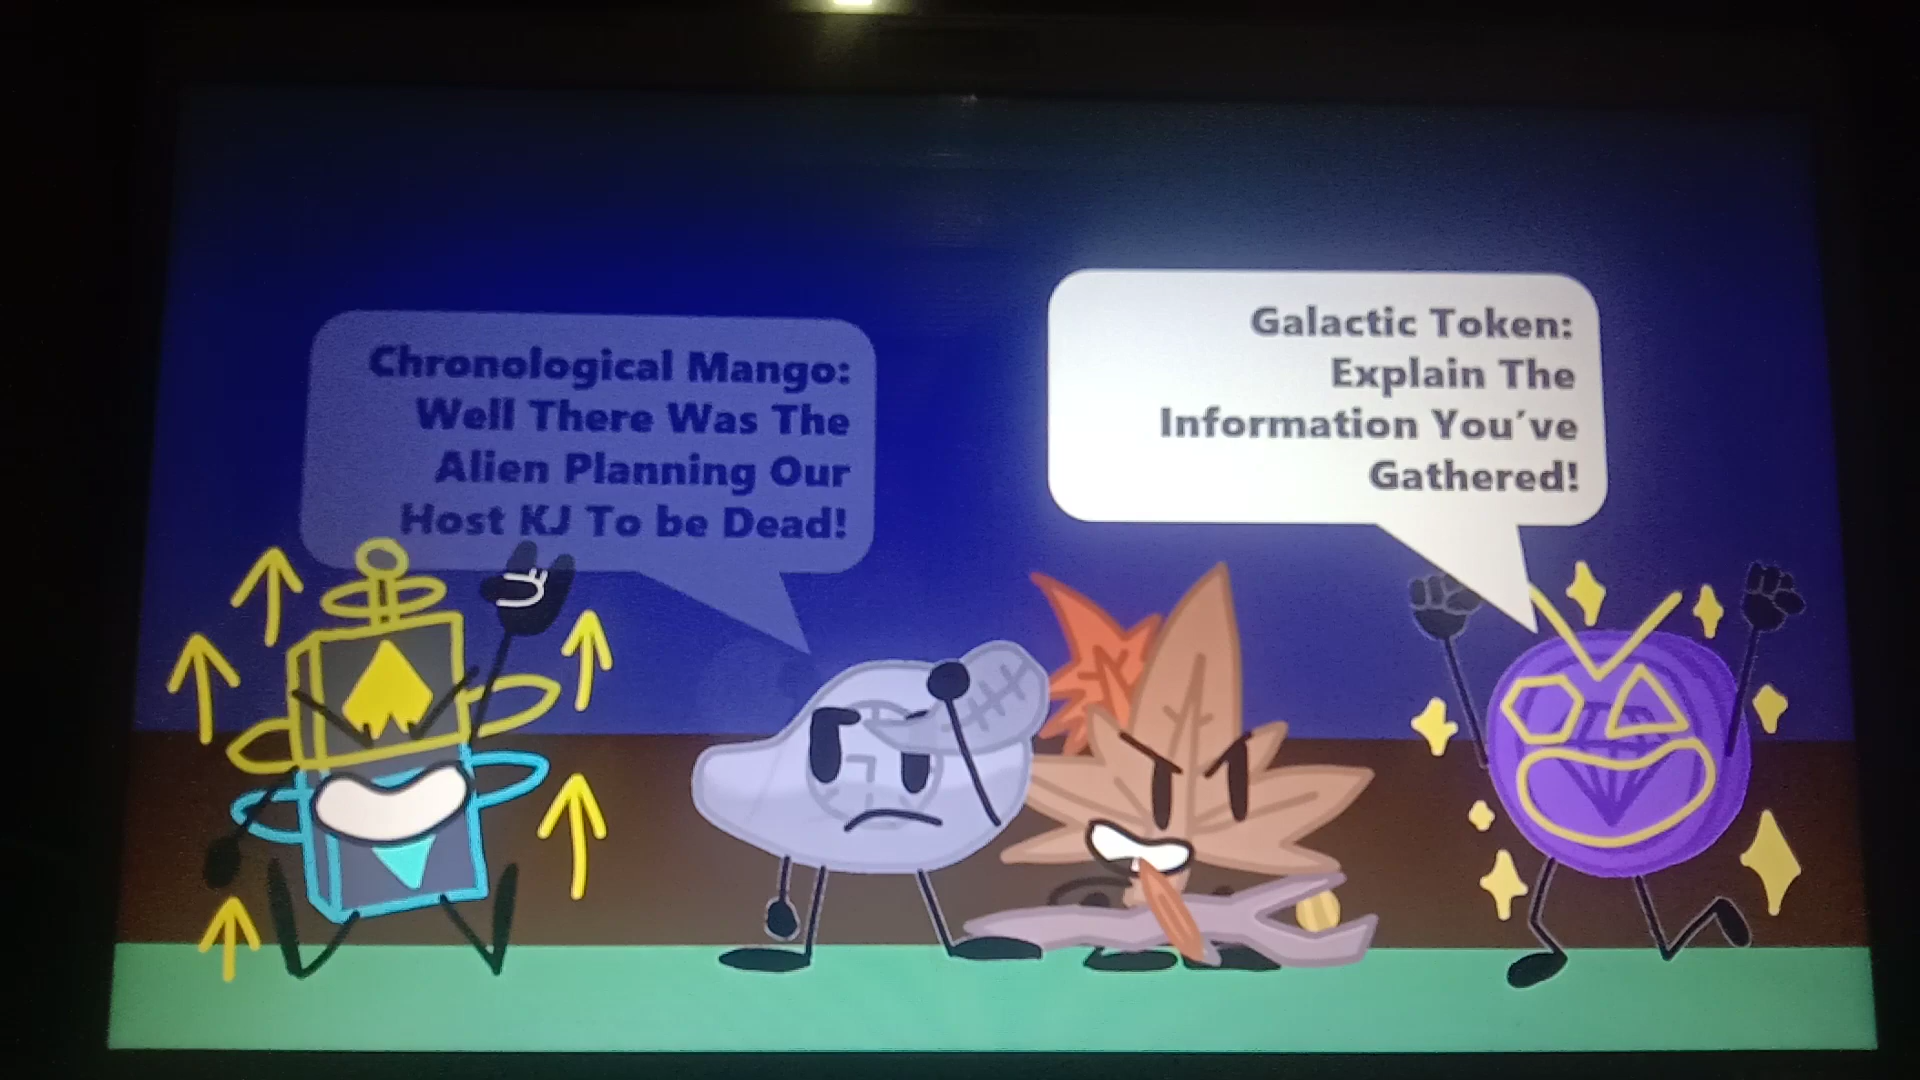 Chronological Mango:
Well There Was The
Alien Planning Our
Host KJ To be Dead!
Galactic Token:
Explain The
Information You've
Gathered!